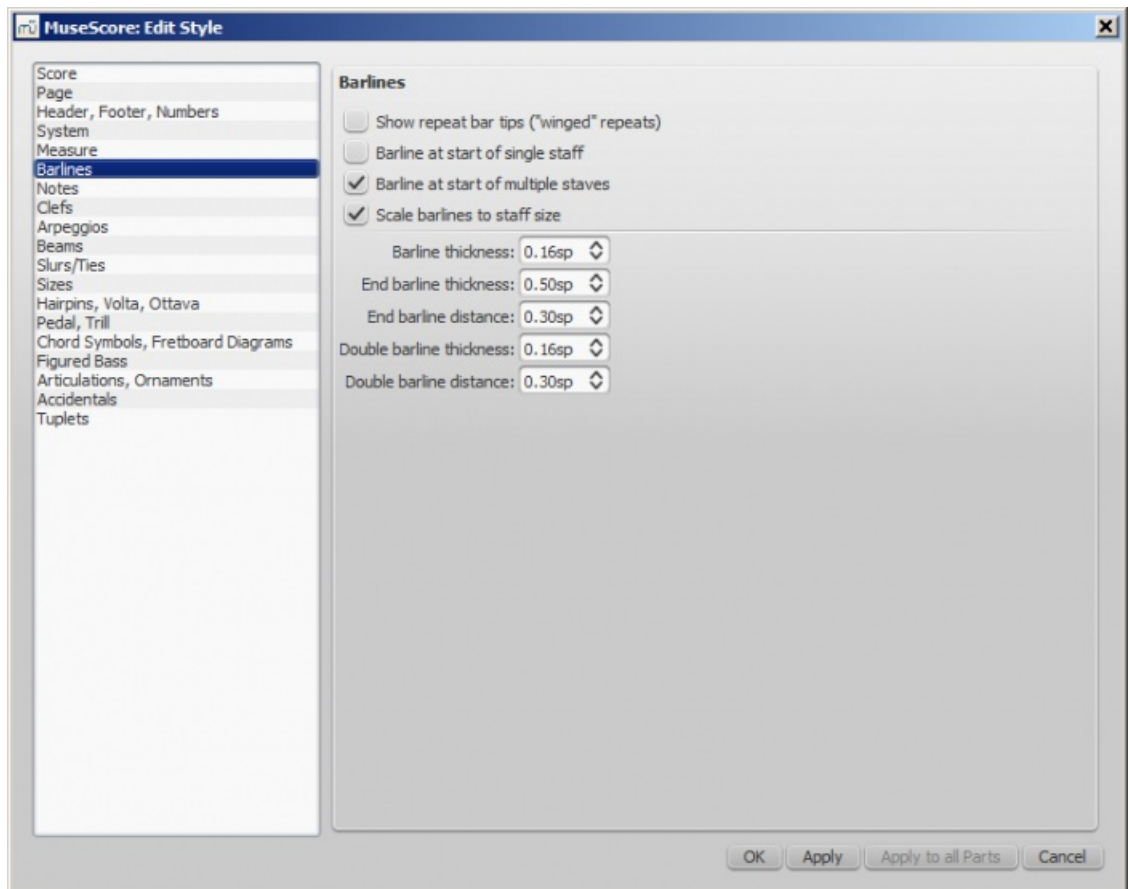 MuseScore: Edit Style
Score
Page
Header, Footer, Numbers
System
Measure
Barlines
Notes
Clefs
Arpeggios
Beams
Slurs/Ties
Sizes
Hairpins, Volta, Ottava
Pedal, Trill
Chord Symbols, Fretboard Diagrams
Figured Bass
Articulations, Ornaments
Accidentals
Tuplets
Barlines
Show repeat bar tips ("winged" repeats)
Barline at start of single staff
Barline at start of multiple staves
Scale barlines to staff size
Barline thickness: 0.16sp
End barline thickness: 0.50sp
End barline distance: 0.30sp
Double barline thickness: 0.16sp
Double barline distance: 0.30sp
OK Apply Apply to all Parts Cancel